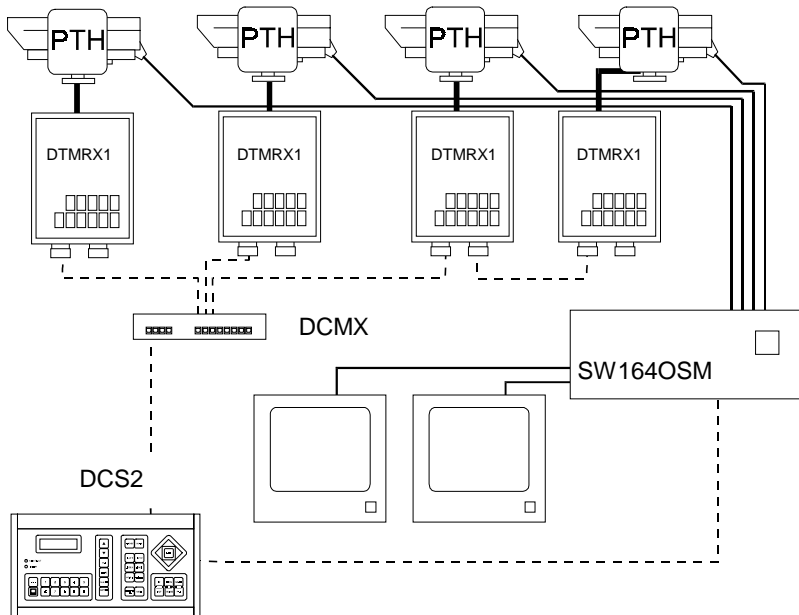 PTH PTH PTH PTH
DTMRX1 DTMRX1 DTMRX1 DTMRX1
DCMX
SW164OSM
DCS2